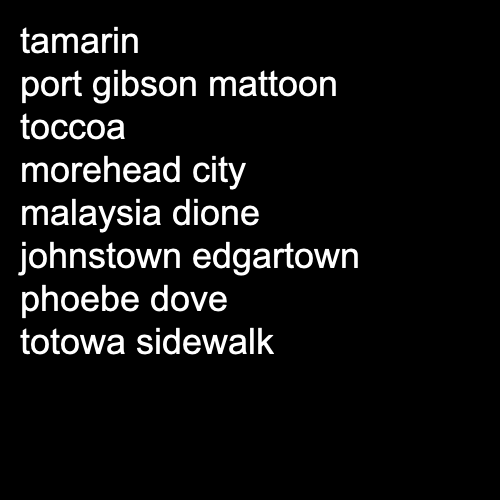 tamarin
port gibson mattoon
toccoa
morehead city
malaysia dione
johnstown edgartown
phoebe dove
totowa sidewalk